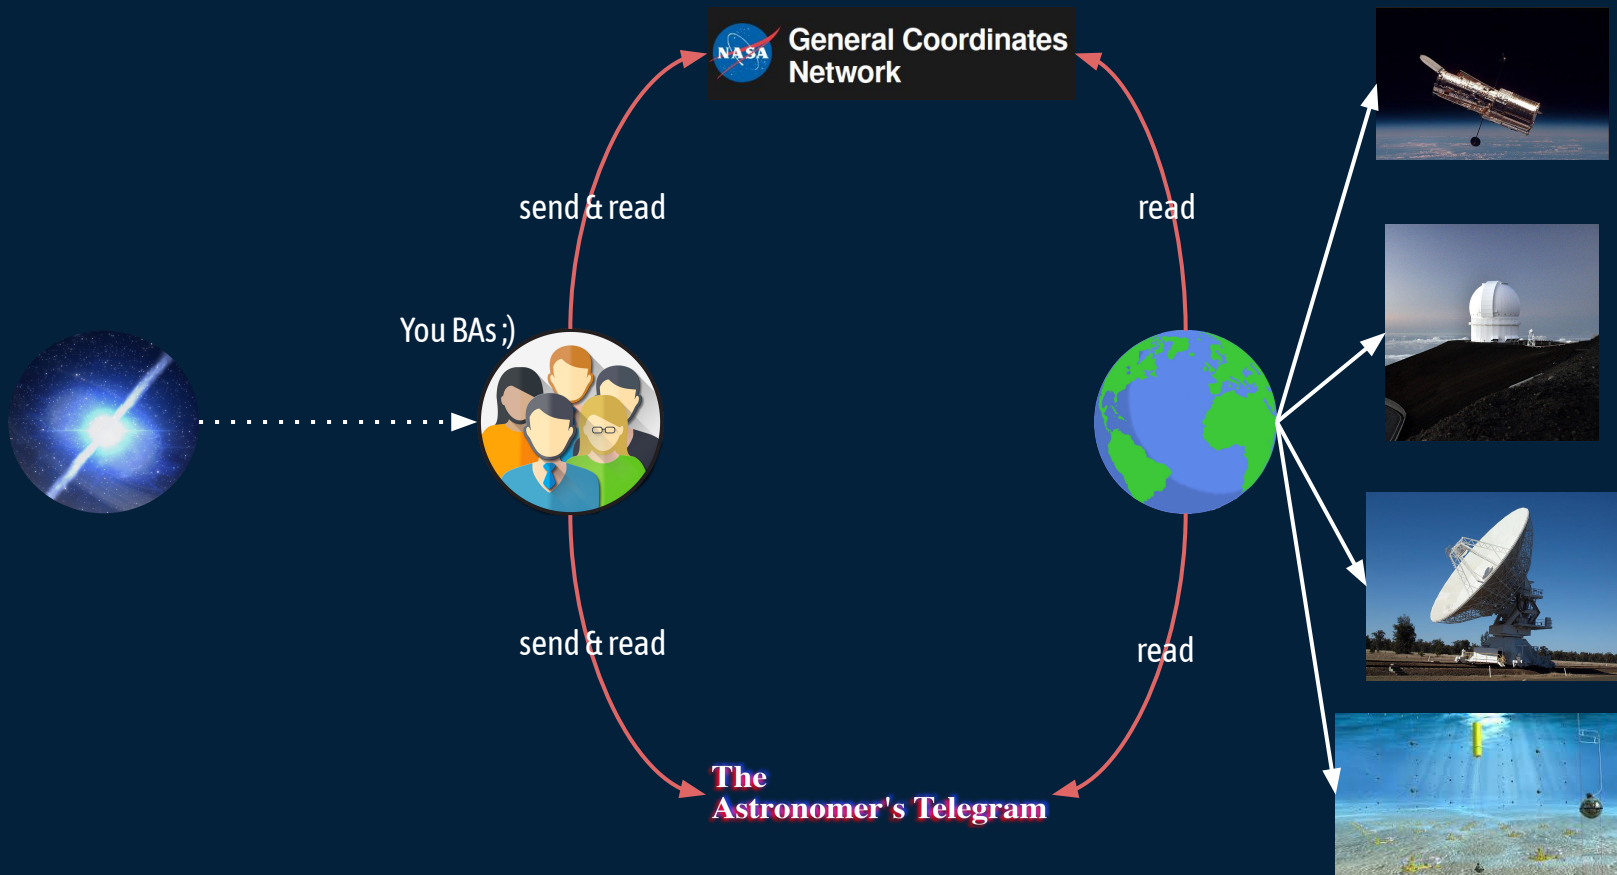 NASA
General Coordinates
Network
send & read
read
You BAs ;)
send & read
read
The
Astronomer's Telegram